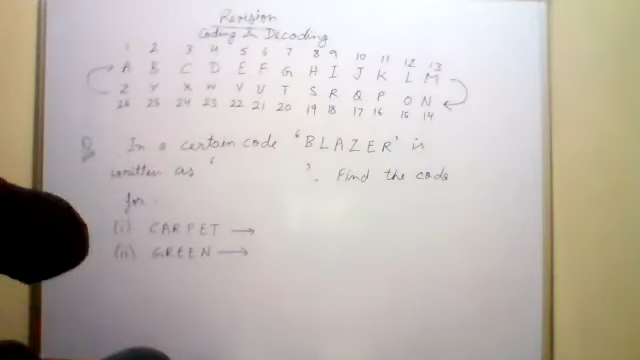 Revision
Coding & Decoding
1 2 3 4 5 6 7 8 9 10 11 12 13
A B C D E F G H I J K L M
Z Y X W V U T S R Q P O N
26 25 24 23 22 21 20 19 18 17 16 15 14
Q In a certain code 'BLAZER' is
written as ' '. Find the code
for.
(i) CARPET →
(ii) GREEN →